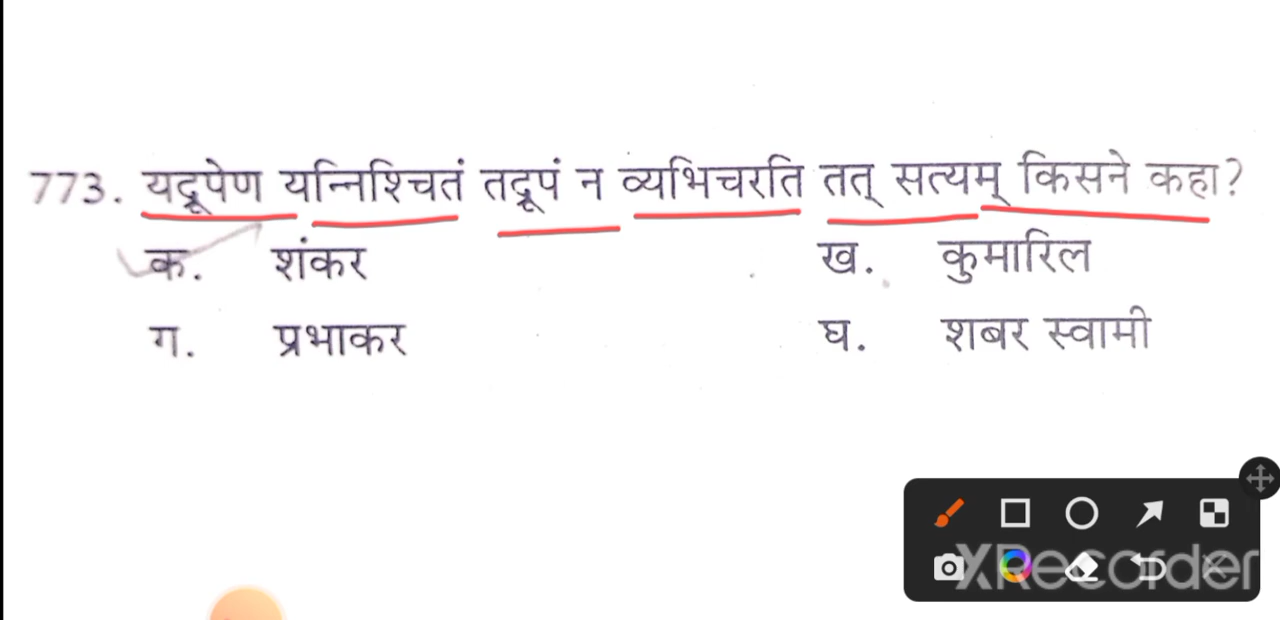 773. यद्रूपेण यन्निश्चितं तद्रूपं न व्यभिचरति तत् सत्यम् किसने कहा?
क. शंकर ख. कुमारिल
ग. प्रभाकर घ. शबर स्वामी
XRecorder